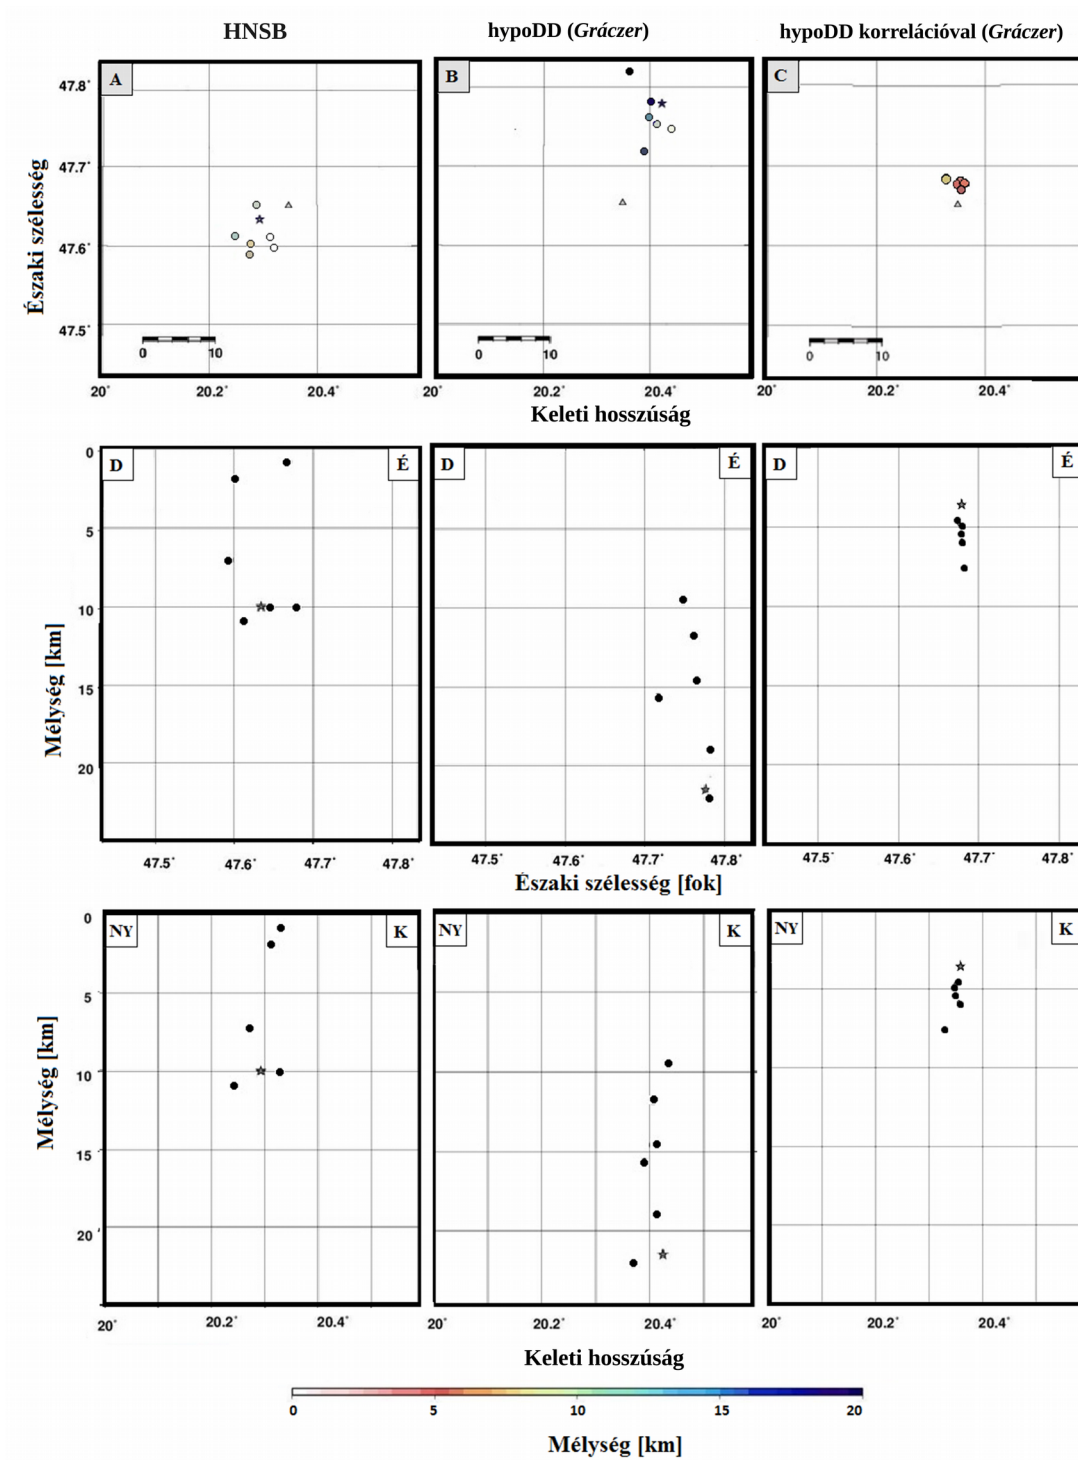 HNSB
hypoDD (Gráczer)
hypoDD korrelációval (Gráczer)
A
B
C
Északi szélesség
47.8°
47.7°
47.6°
47.5°
0 10
0 10
0 10
20° 20.2° 20.4°
20° 20.2° 20.4°
20° 20.2° 20.4°
Keleti hosszúság
D É
D É
D É
Mélység [km]
0
5
10
15
20
47.5° 47.6° 47.7° 47.8°
47.5° 47.6° 47.7° 47.8°
47.5° 47.6° 47.7° 47.8°
Északi szélesség [fok]
NY K
NY K
NY K
Mélység [km]
0
5
10
15
20
20° 20.2° 20.4°
20° 20.2° 20.4°
20° 20.2° 20.4°
Keleti hosszúság
0 5 10 15 20
Mélység [km]